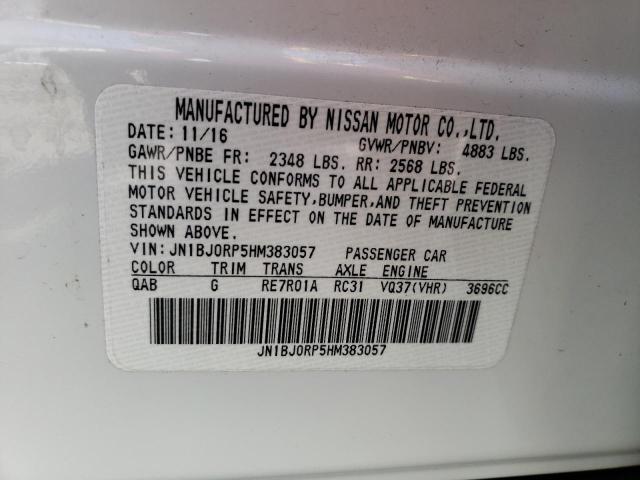 MANUFACTURED BY NISSAN MOTOR CO.,LTD.
DATE: 11/16 GVWR/PNBV: 4883 LBS.
GAWR/PNBE FR: 2348 LBS. RR: 2568 LBS.
THIS VEHICLE CONFORMS TO ALL APPLICABLE FEDERAL
MOTOR VEHICLE SAFETY,BUMPER,AND THEFT PREVENTION
STANDARDS IN EFFECT ON THE DATE OF MANUFACTURE
SHOWN ABOVE.
VIN:JN1BJ0RP5HM383057 PASSENGER CAR
COLOR TRIM TRANS AXLE ENGINE
QAB G RE7R01A RC31 VQ37(VHR) 3696CC
JN1BJ0RP5HM383057